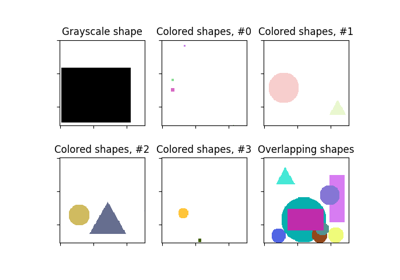 Grayscale shape
Colored shapes, #0
Colored shapes, #1
Colored shapes, #2
Colored shapes, #3
Overlapping shapes